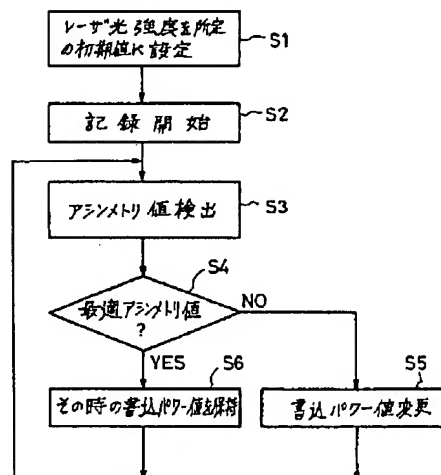 レーザ光強度を所定
の初期値に設定
S1
記録開始
S2
アシンメトリ値検出
S3
S4
最適アシンメトリ値
?
NO
YES
S6
その時の書込パワー値を保持
S5
書込パワー値変更